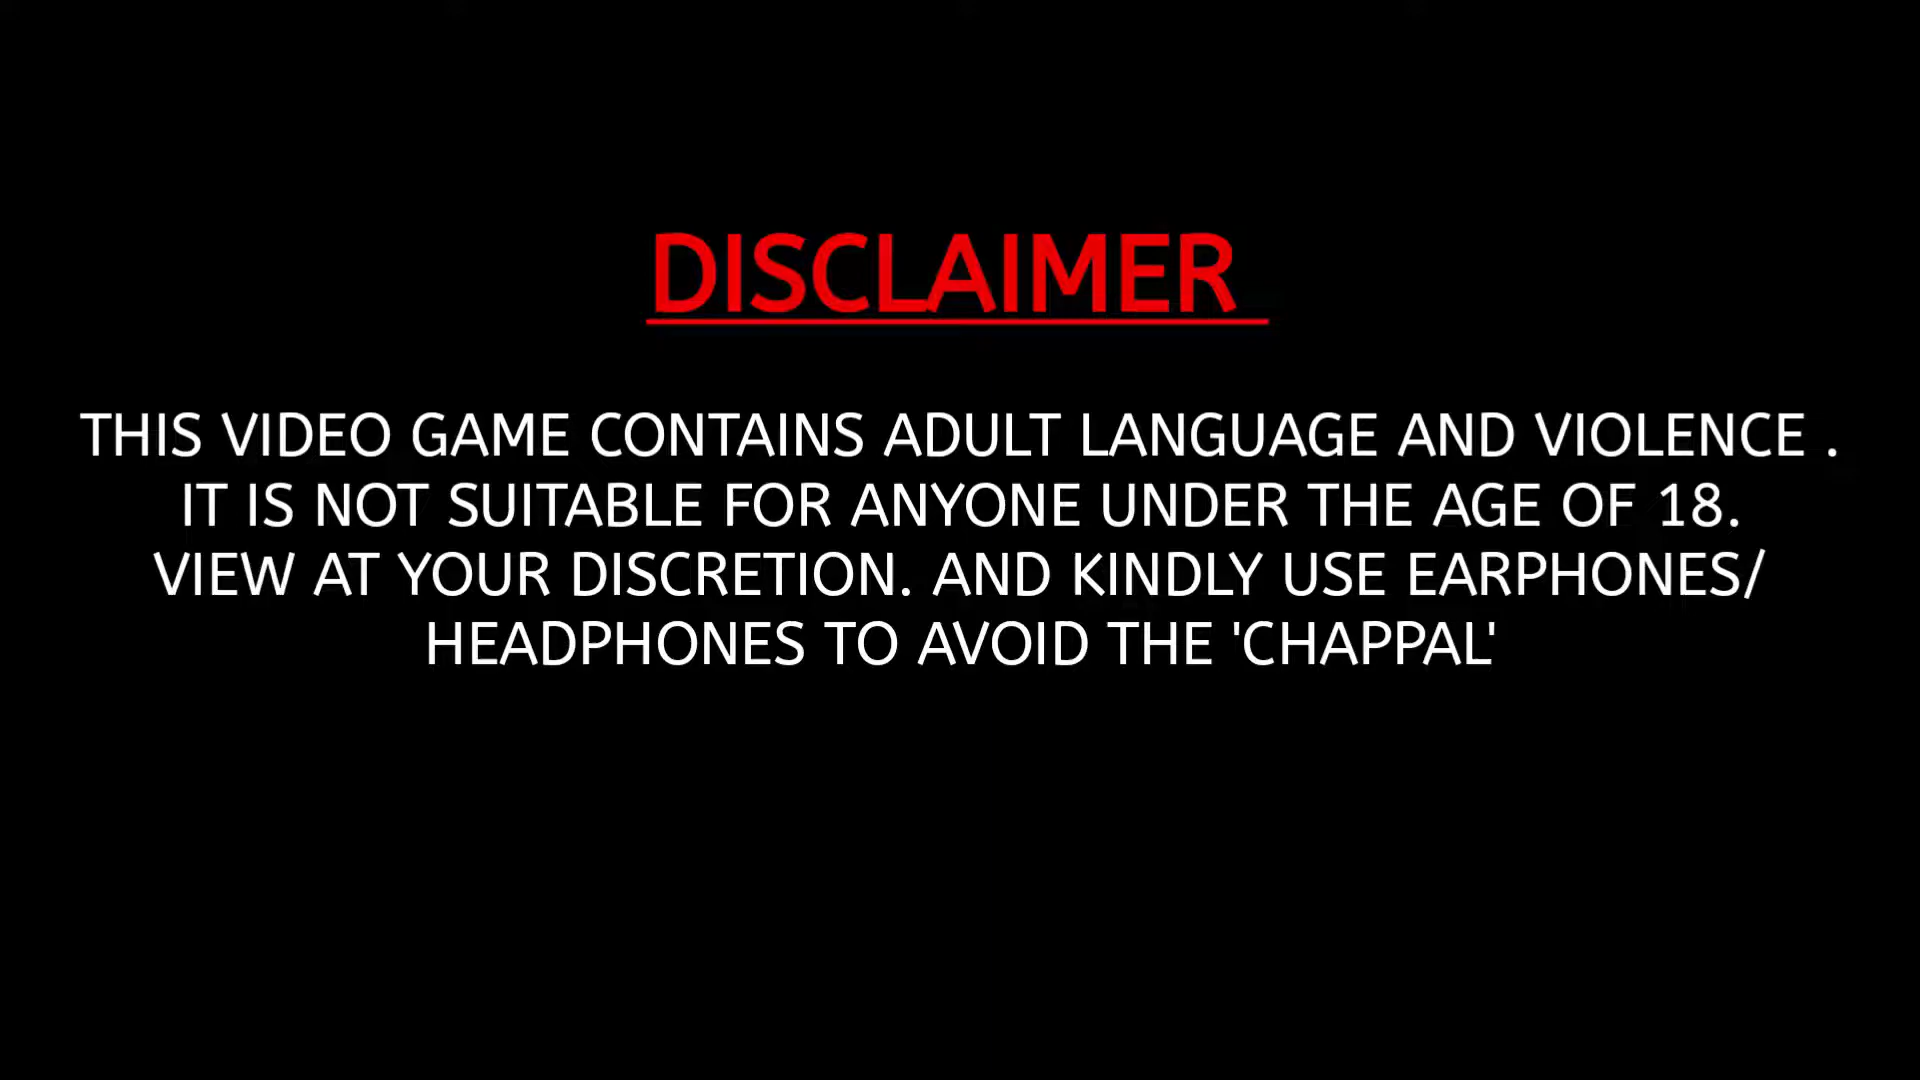 DISCLAIMER
THIS VIDEO GAME CONTAINS ADULT LANGUAGE AND VIOLENCE .
IT IS NOT SUITABLE FOR ANYONE UNDER THE AGE OF 18.
VIEW AT YOUR DISCRETION. AND KINDLY USE EARPHONES/
HEADPHONES TO AVOID THE 'CHAPPAL'